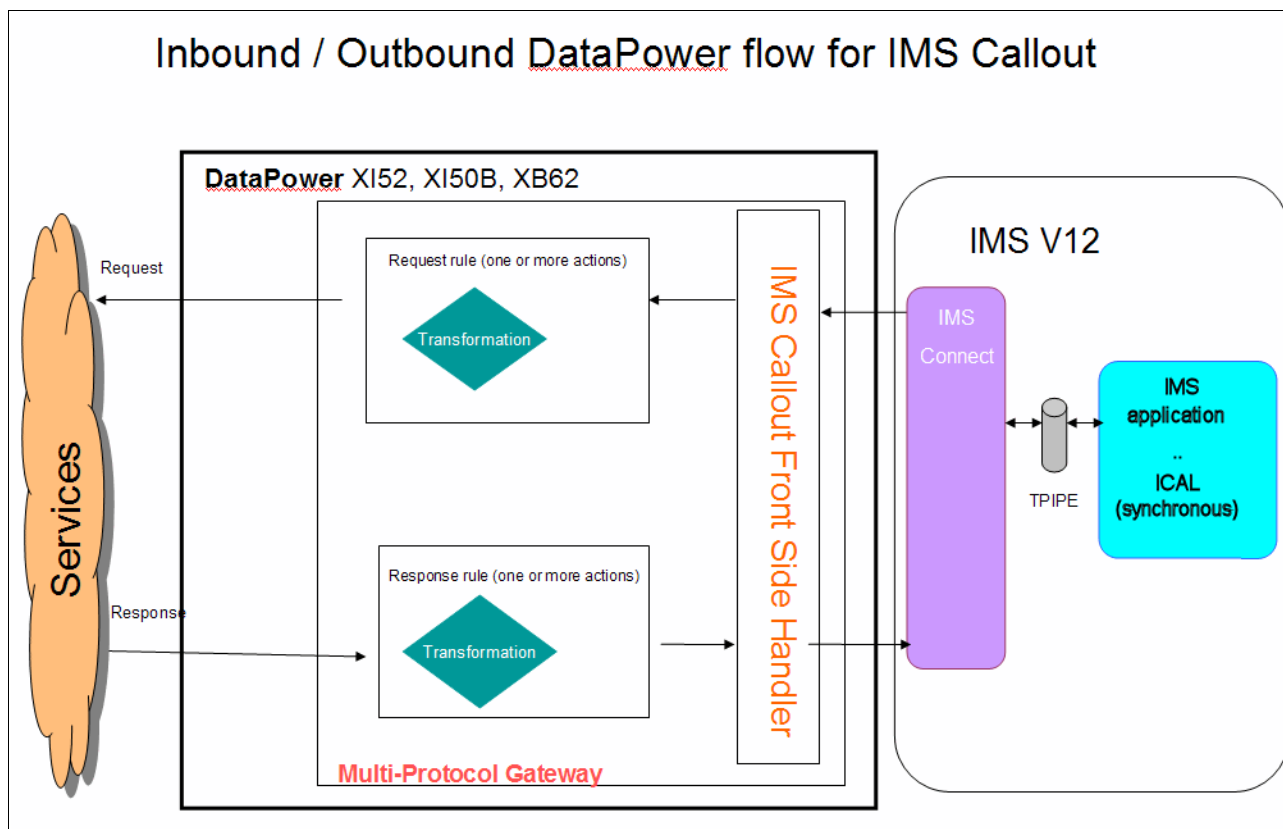 Inbound / Outbound DataPower flow for IMS Callout
DataPower XI52, XI50B, XB62
IMS V12
Request
Request rule (one or more actions)
Transformation
IMS Callout Front Side Handler
IMS
Connect
IMS
application
..
ICAL
(synchronous)
TPIPE
Services
Response
Response rule (one or more actions)
Transformation
Multi-Protocol Gateway